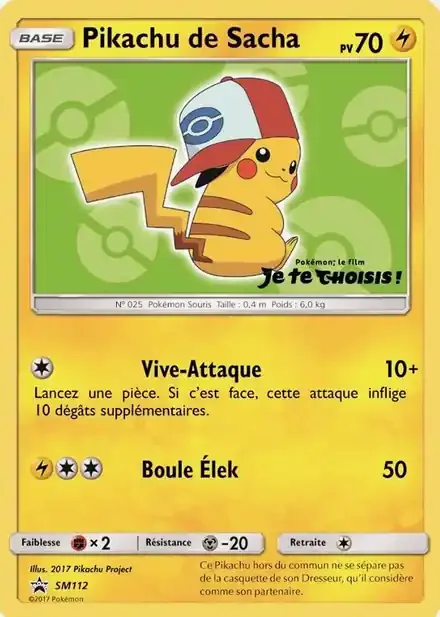 BASE Pikachu de Sacha PV70
Pokémon, le film
Je te CHOISIS !
N° 025 Pokémon Souris Taille : 0,4 m Poids : 6,0 kg
Vive-Attaque 10+
Lancez une pièce. Si c'est face, cette attaque inflige
10 dégâts supplémentaires.
Boule Élek 50
Faiblesse ×2 Résistance -20 Retraite
Illus. 2017 Pikachu Project
SM112
©2017 Pokémon
Ce Pikachu hors du commun ne se sépare pas
de la casquette de son Dresseur, qu'il considère
comme son partenaire.